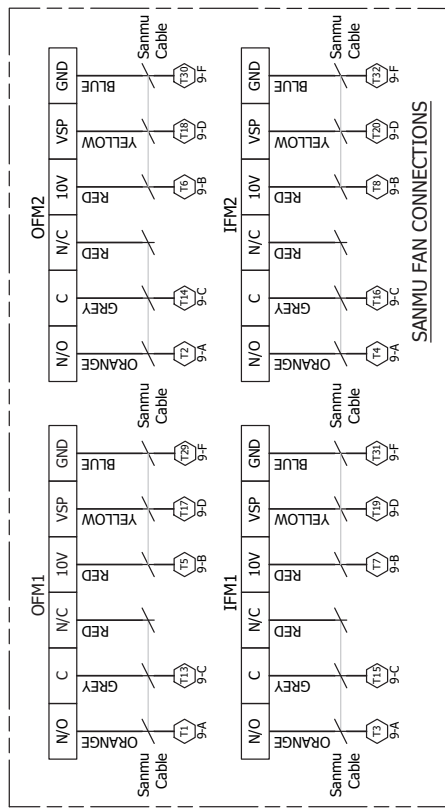 OFM1
N/O C N/C 10V VSP GND
ORANGE GREY RED RED YELLOW BLUE
Sanmu Cable
Sanmu Cable
T1 T13 T5 T17 T29
9-A 9-C 9-B 9-D 9-F
OFM2
N/O C N/C 10V VSP GND
ORANGE GREY RED RED YELLOW BLUE
Sanmu Cable
T2 T14 T6 T18 T30
9-A 9-C 9-B 9-D 9-F
IFM1
N/O C N/C 10V VSP GND
ORANGE GREY RED RED YELLOW BLUE
Sanmu Cable
Sanmu Cable
T3 T15 T7 T19 T31
9-A 9-C 9-B 9-D 9-F
IFM2
N/O C N/C 10V VSP GND
ORANGE GREY RED RED YELLOW BLUE
Sanmu Cable
T4 T16 T8 T20 T32
9-A 9-C 9-B 9-D 9-F
SANMU FAN CONNECTIONS